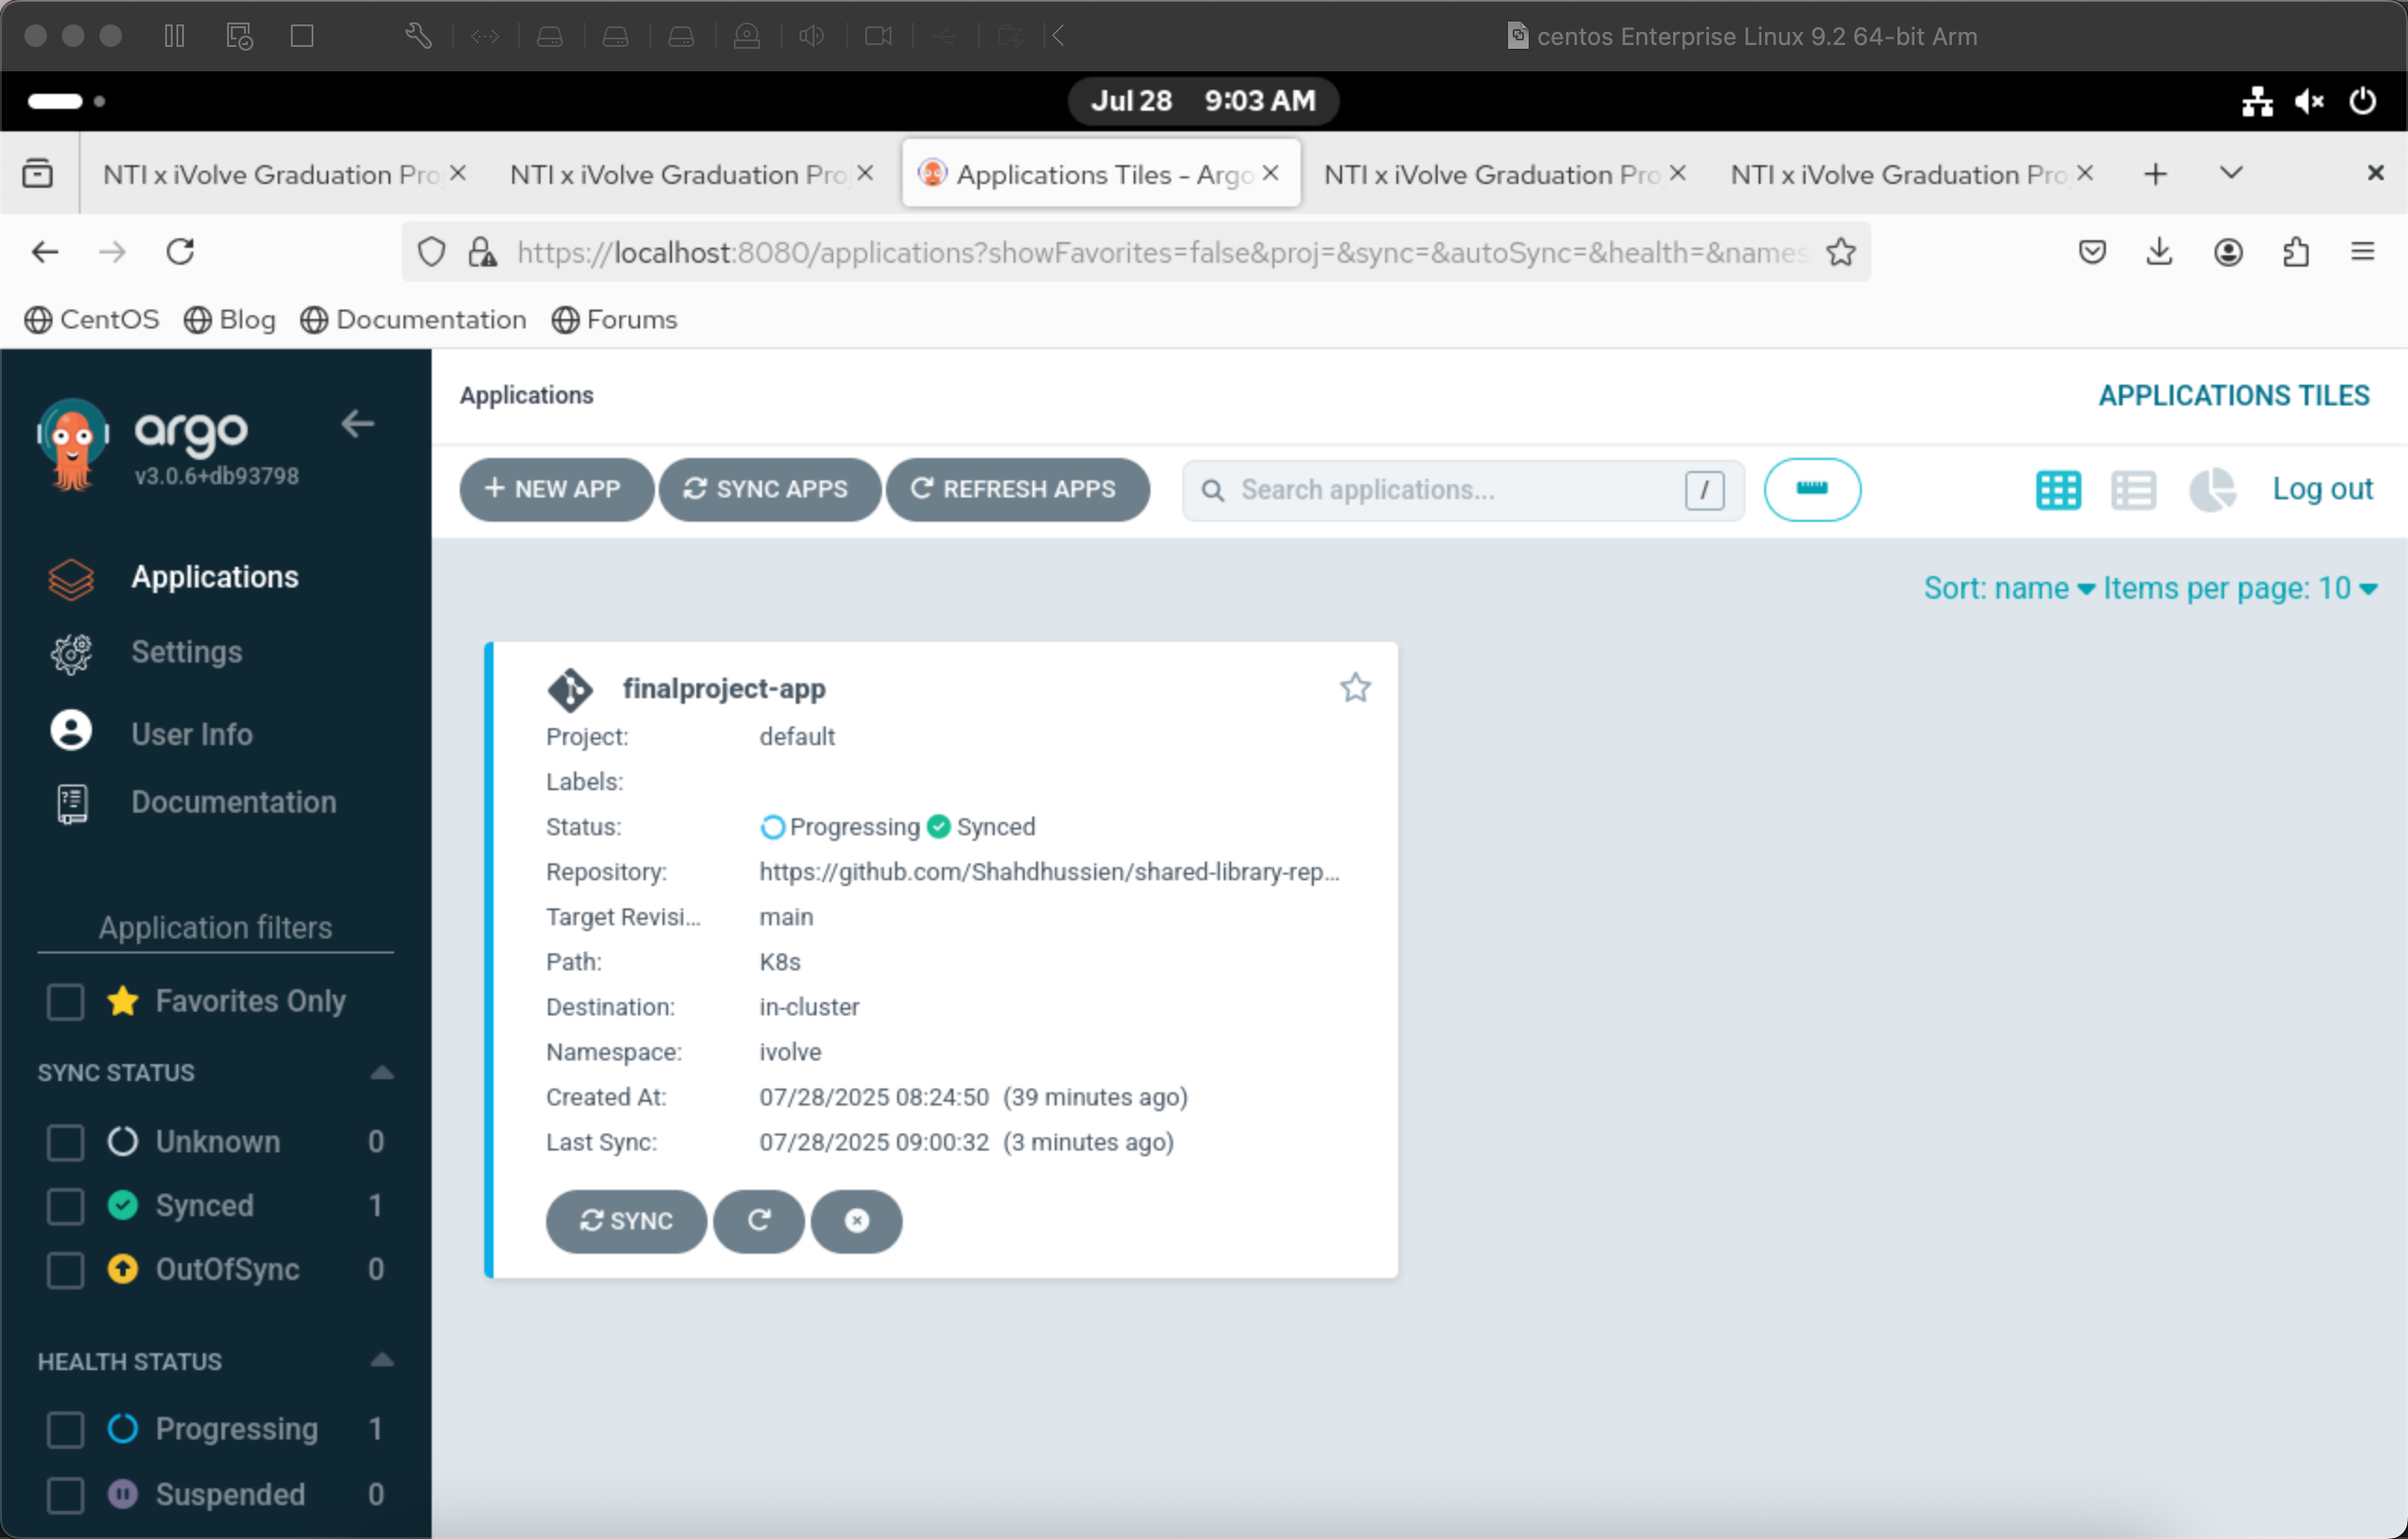 centos Enterprise Linux 9.2 64-bit Arm
Jul 28 9:03 AM
NTI x iVolve Graduation Pro
NTI x iVolve Graduation Pro
Applications Tiles - Argo
NTI x iVolve Graduation Pro
NTI x iVolve Graduation Pro
https://localhost:8080/applications?showFavorites=false&proj=&sync=&autoSync=&health=&names
CentOS Blog Documentation Forums
argo
v3.0.6+db93798
Applications
Settings
User Info
Documentation
Application filters
Favorites Only
SYNC STATUS
Unknown 0
Synced 1
OutOfSync 0
HEALTH STATUS
Progressing 1
Suspended 0
Applications
APPLICATIONS TILES
+ NEW APP SYNC APPS REFRESH APPS Search applications... / Log out
Sort: name Items per page: 10
finalproject-app
Project: default
Labels:
Status: Progressing Synced
Repository: https://github.com/Shahdhussien/shared-library-rep...
Target Revisi... main
Path: K8s
Destination: in-cluster
Namespace: ivolve
Created At: 07/28/2025 08:24:50 (39 minutes ago)
Last Sync: 07/28/2025 09:00:32 (3 minutes ago)
SYNC